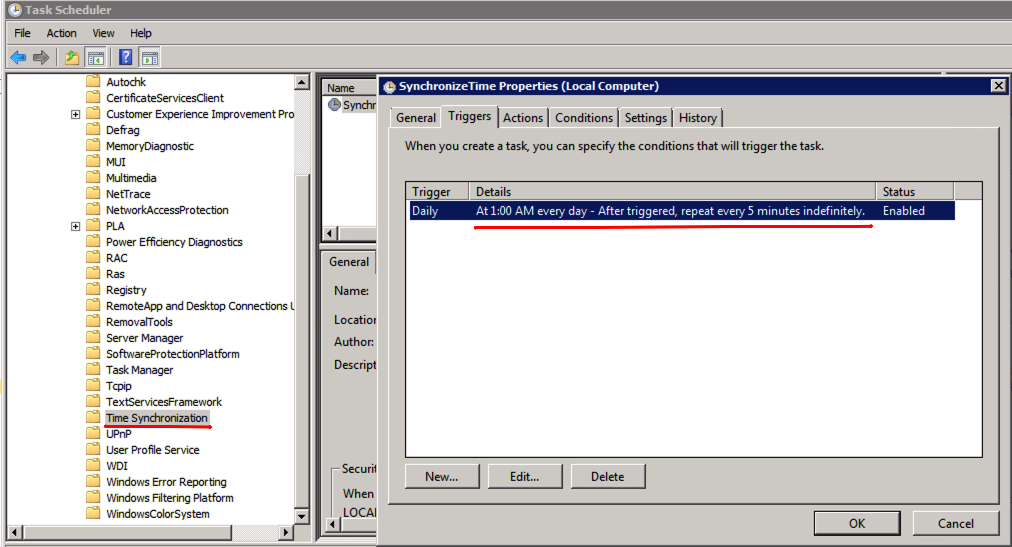 Task Scheduler
File Action View Help
Autochk
CertificateServicesClient
Customer Experience Improvement Pro
Defrag
MemoryDiagnostic
MUI
Multimedia
NetTrace
NetworkAccessProtection
PLA
Power Efficiency Diagnostics
RAC
Ras
Registry
RemoteApp and Desktop Connections U
RemovalTools
Server Manager
SoftwareProtectionPlatform
Task Manager
Tcpip
TextServicesFramework
Time Synchronization
UPnP
User Profile Service
WDI
Windows Error Reporting
Windows Filtering Platform
WindowsColorSystem
Name
Synchr
General
Name:
Location
Author:
Descript
Securit
When
LOCAL
SynchronizeTime Properties (Local Computer)
General Triggers Actions Conditions Settings History
When you create a task, you can specify the conditions that will trigger the task.
Trigger Details Status
Daily At 1:00 AM every day - After triggered, repeat every 5 minutes indefinitely. Enabled
New... Edit... Delete
OK Cancel